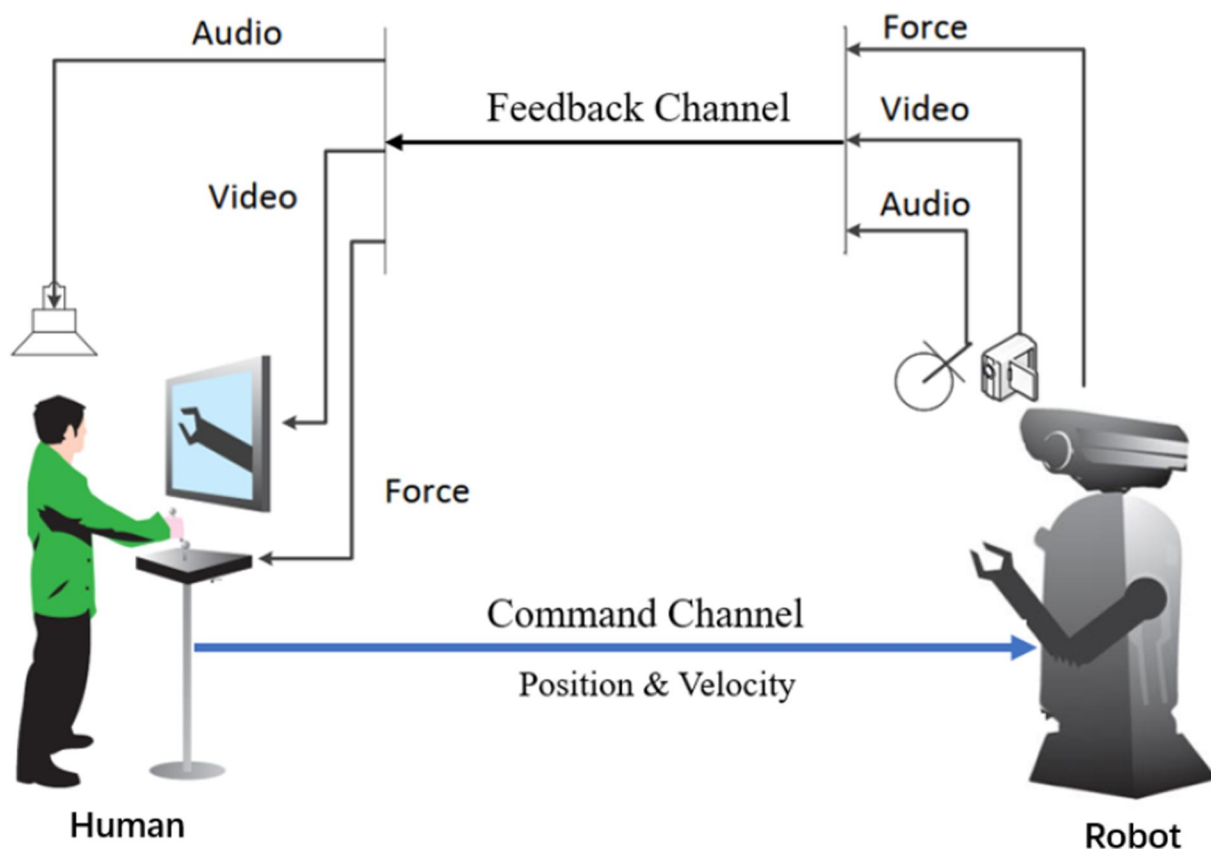 Audio
Force
Feedback Channel
Video
Video
Audio
Force
Command Channel
Position & Velocity
Human
Robot